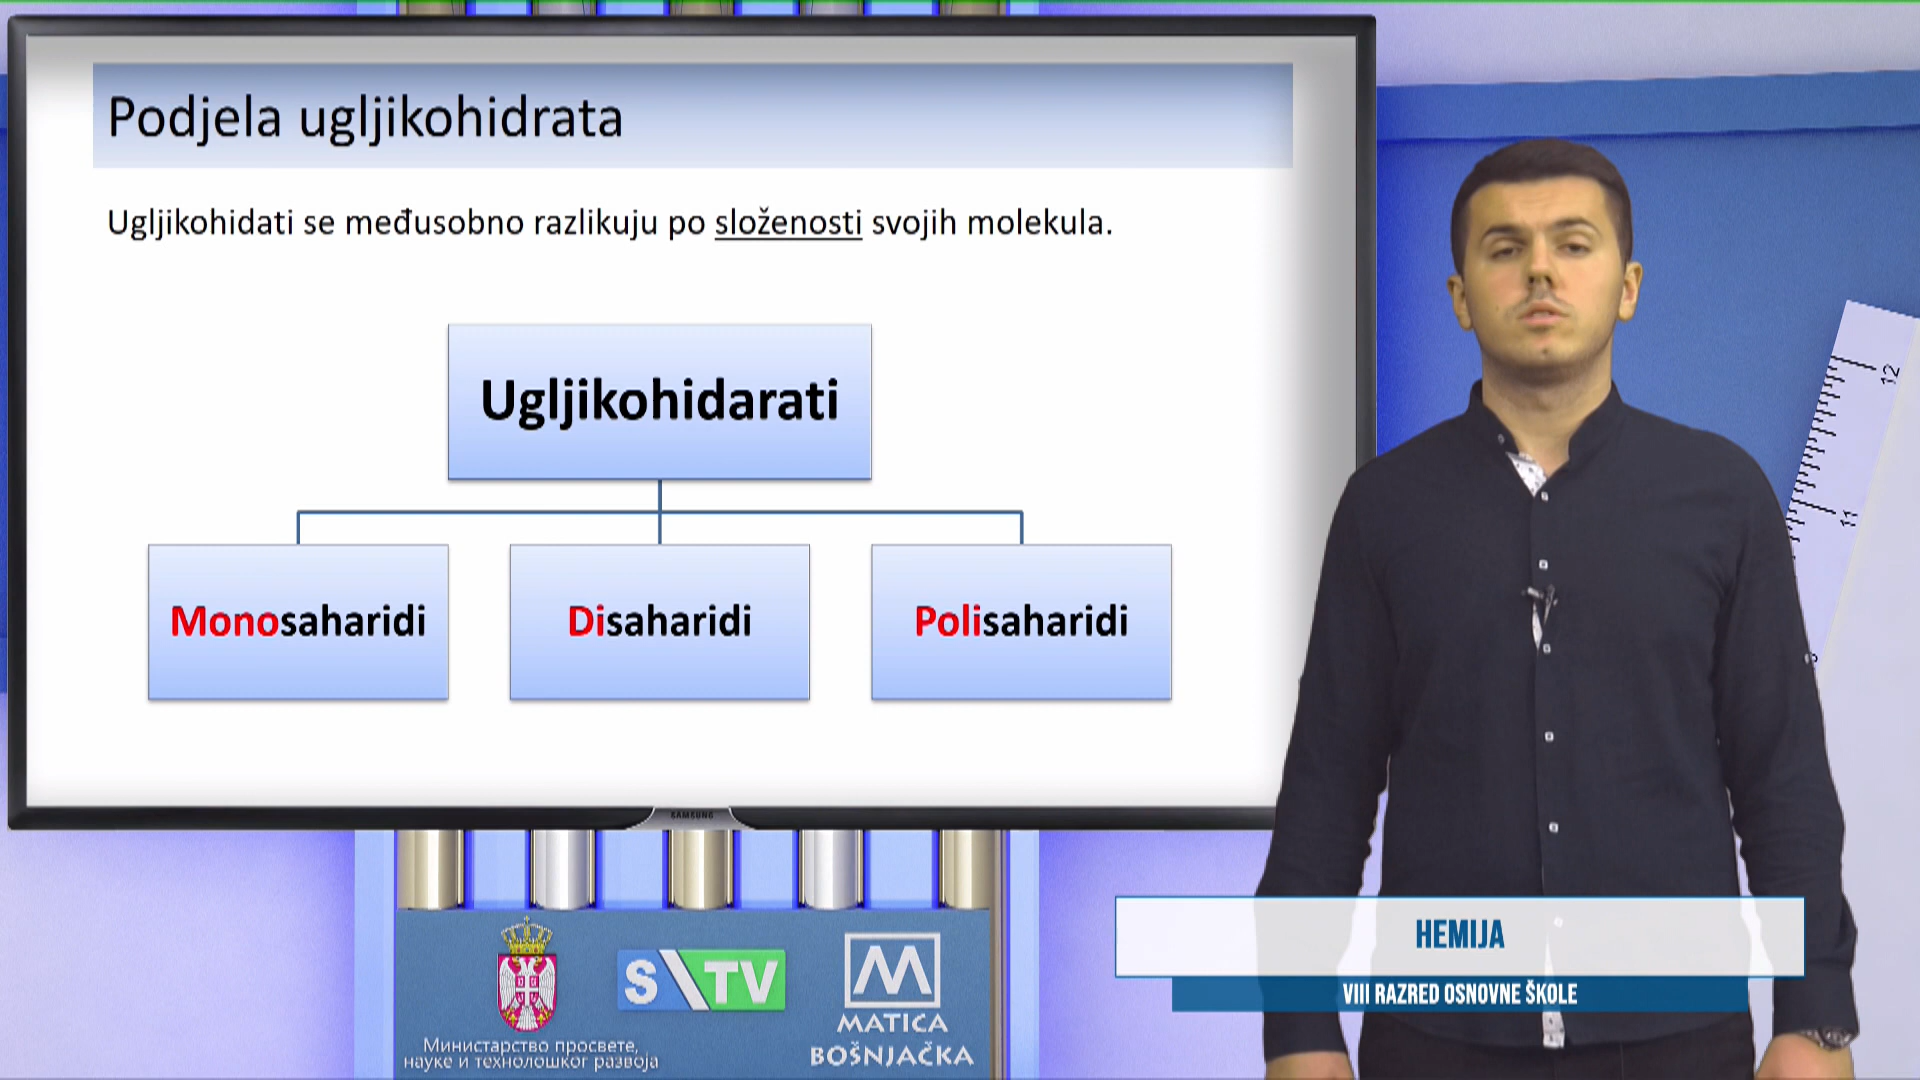 Podjela ugljikohidrata
Ugljikohidati se međusobno razlikuju po složenosti svojih molekula.
Ugljikohidarati
Monosaharidi
Disaharidi
Polisaharidi
12
11
SAMSUNG
HEMIJA
VIII RAZRED OSNOVNE ŠKOLE
S TV
M
MATICA
BOŠNJAČKA
Министарство просвете,
науке и технолошког развоја